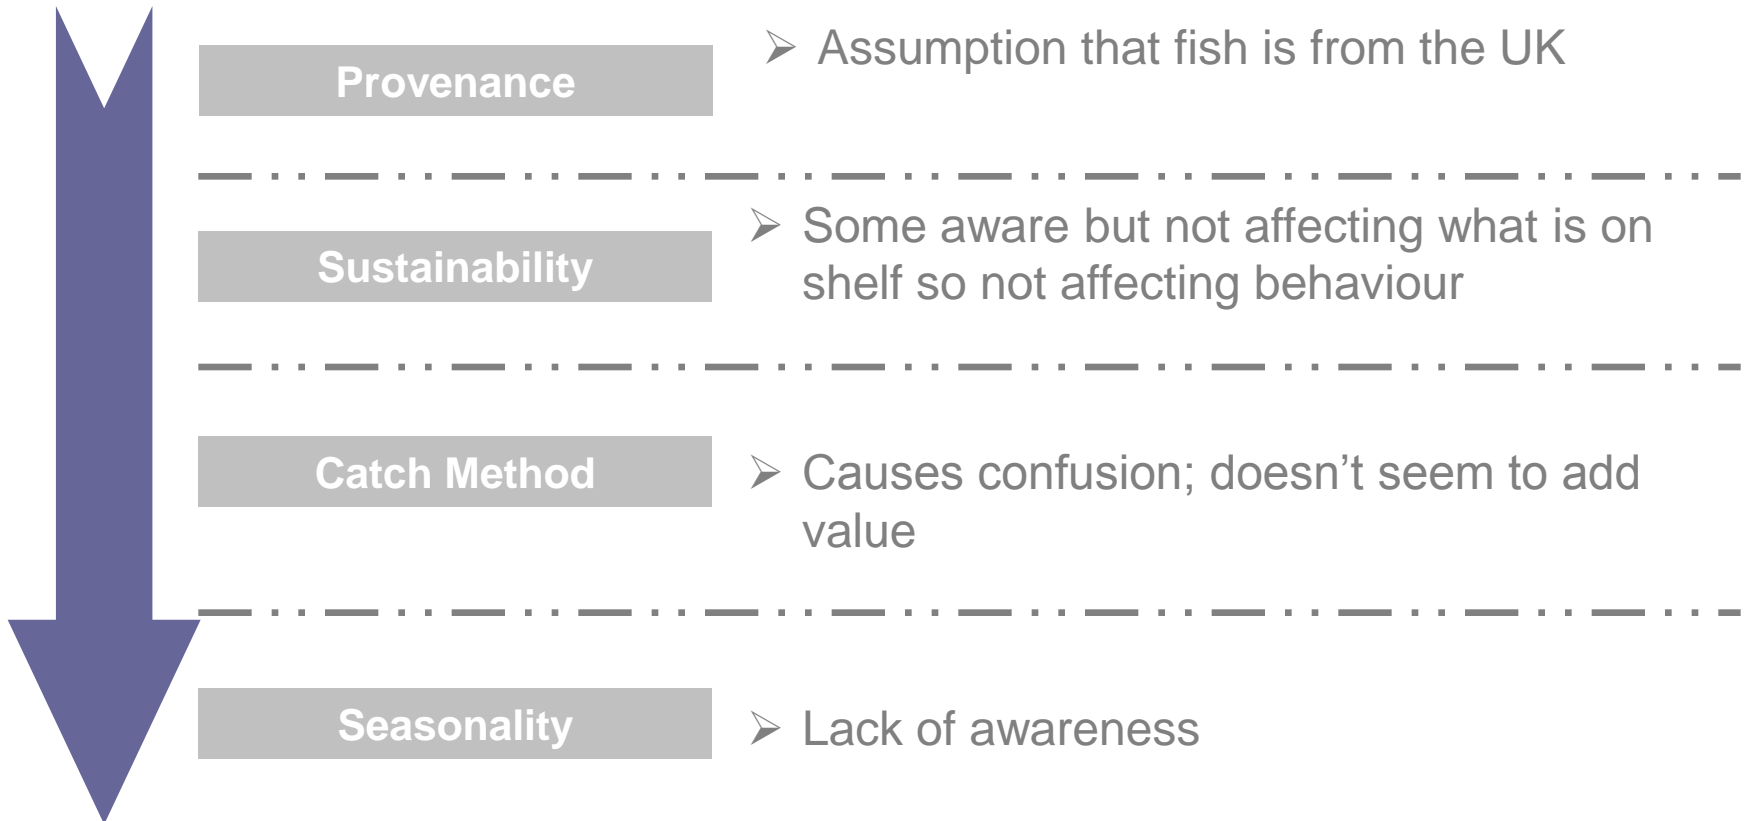 Provenance
➢ Assumption that fish is from the UK
Sustainability
➢ Some aware but not affecting what is on
shelf so not affecting behaviour
Catch Method
➢ Causes confusion; doesn’t seem to add
value
Seasonality
➢ Lack of awareness